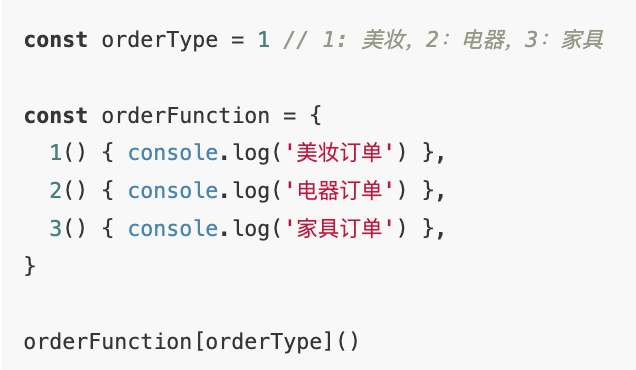 const orderType = 1 // 1: 美妆, 2: 电器, 3: 家具
const orderFunction = {
1() { console.log('美妆订单') },
2() { console.log('电器订单') },
3() { console.log('家具订单') },
}
orderFunction[orderType]()